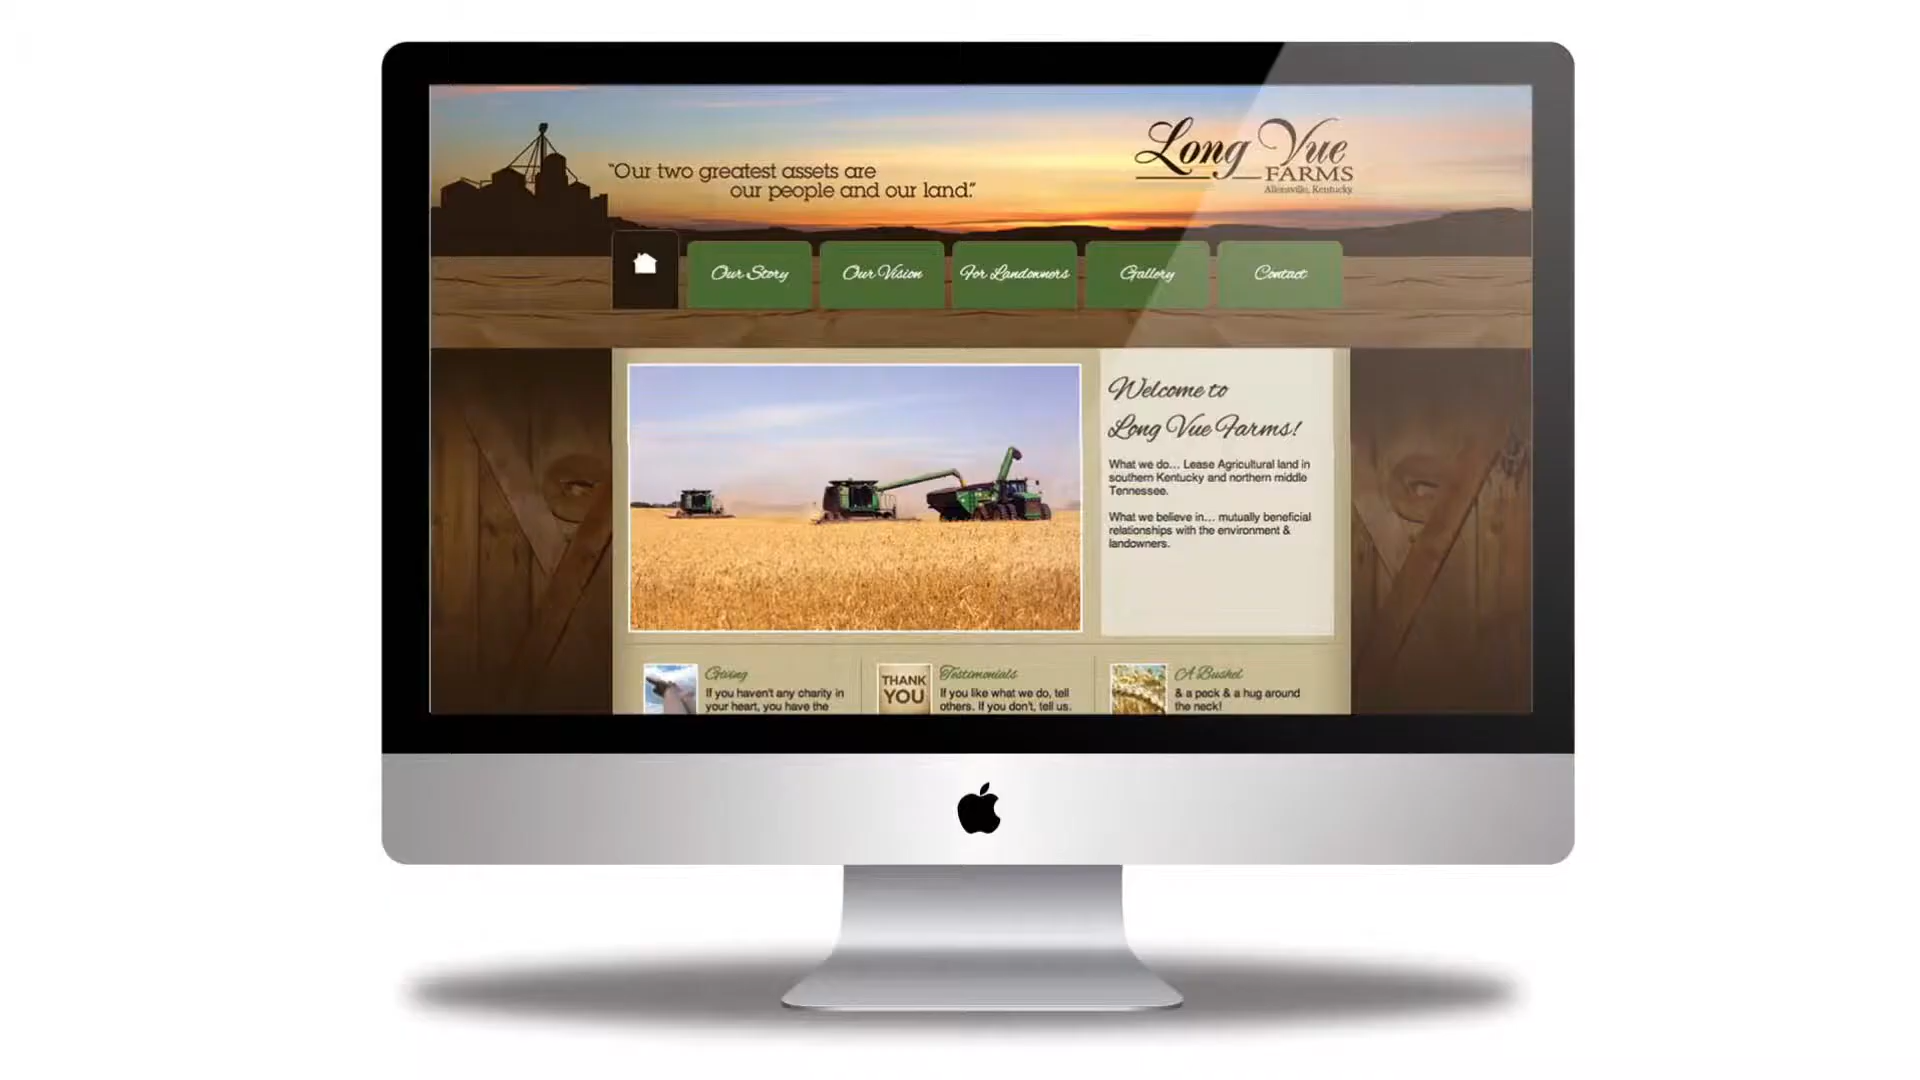 "Our two greatest assets are
our people and our land."
Long Vue
FARMS
Allensville, Kentucky
Our Story
Our Vision
For Landowners
Gallery
Contact
Welcome to
Long Vue Farms!
What we do... Lease Agricultural land in
southern Kentucky and northern middle
Tennessee.
What we believe in... mutually beneficial
relationships with the environment &
landowners.
Giving
If you haven't any charity in
your heart, you have the
THANK
YOU
Testimonials
If you like what we do, tell
others. If you don't, tell us.
A Bushel
& a peck & a hug around
the neck!